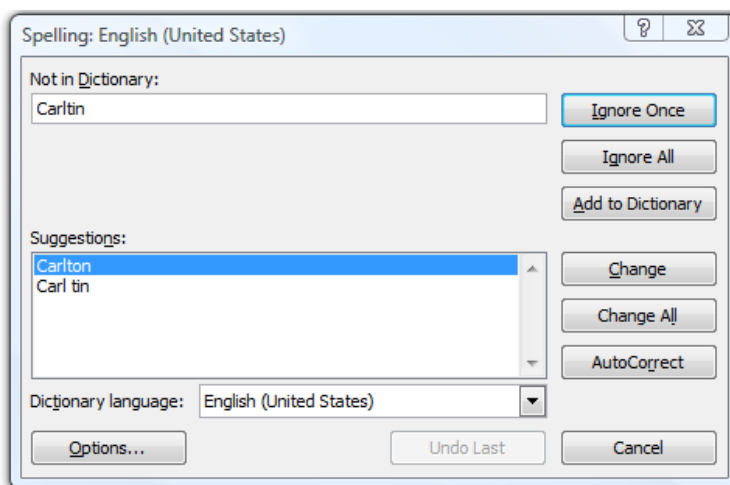 Spelling: English (United States)
Not in Dictionary:
Carltin
Ignore Once
Ignore All
Add to Dictionary
Suggestions:
Carlton
Carl tin
Change
Change All
AutoCorrect
Dictionary language: English (United States)
Options... Undo Last Cancel